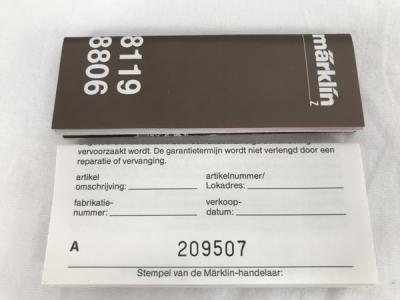 8119
8806
märklin
Z
vervoorzaakt wordt. De garantietermijn wordt niet verlengd door een
reparatie of vervanging.
artikel
omschrijving:
artikelnummer/
Lokadres:
fabrikatie-
nummer:
verkoop-
datum:
A
209507
Stempel van de Märklin-handelaar: